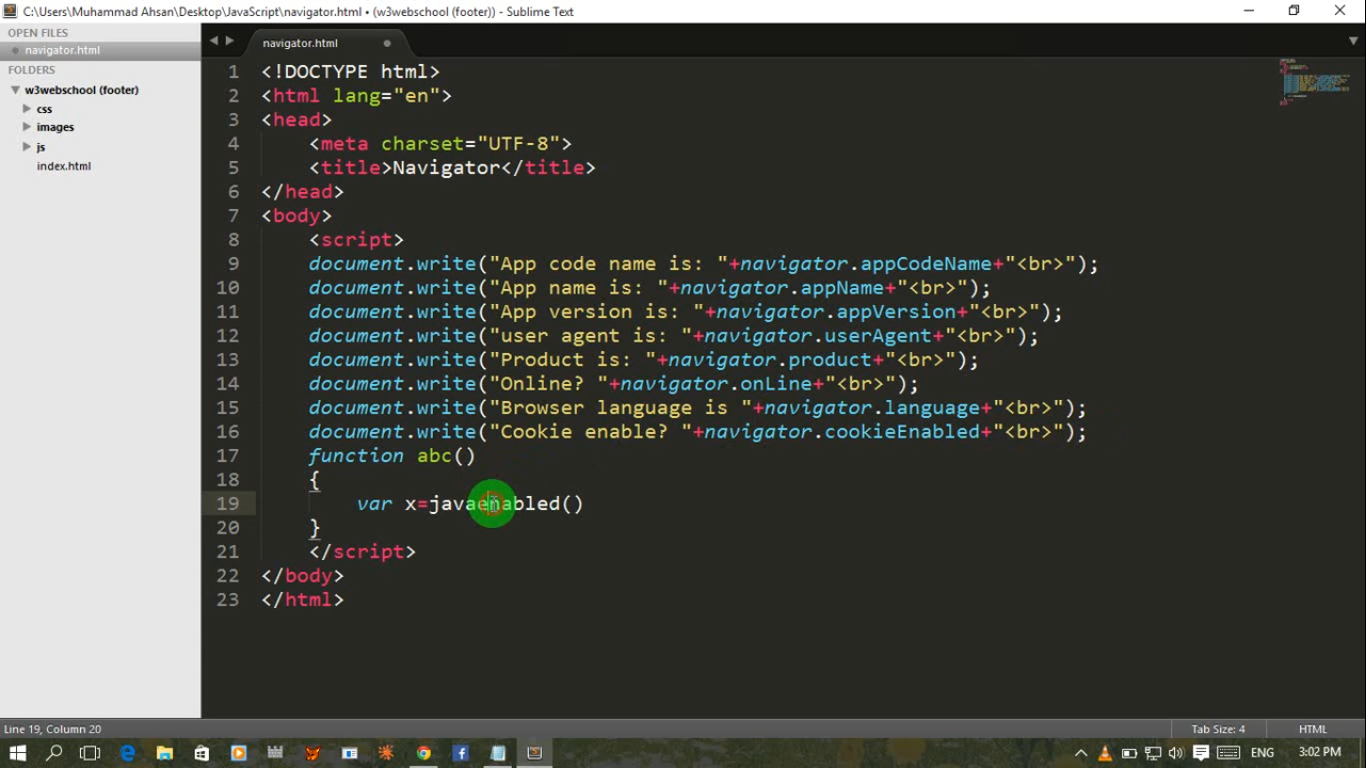 C:\Users\Muhammad Ahsan\Desktop\JavaScript\navigator.html • (w3webschool (footer)) - Sublime Text
OPEN FILES
navigator.html
FOLDERS
w3webschool (footer)
css
images
js
index.html
navigator.html
1 <!DOCTYPE html>
2 <html lang="en">
3 <head>
4 <meta charset="UTF-8">
5 <title>Navigator</title>
6 </head>
7 <body>
8 <script>
9 document.write("App code name is: "+navigator.appCodeName+"<br>");
10 document.write("App name is: "+navigator.appName+"<br>");
11 document.write("App version is: "+navigator.appVersion+"<br>");
12 document.write("user agent is: "+navigator.userAgent+"<br>");
13 document.write("Product is: "+navigator.product+"<br>");
14 document.write("Online? "+navigator.onLine+"<br>");
15 document.write("Browser language is "+navigator.language+"<br>");
16 document.write("Cookie enable? "+navigator.cookieEnabled+"<br>");
17 function abc()
18 {
19 var x=javaenabled()
20 }
21 </script>
22 </body>
23 </html>
Line 19, Column 20
Tab Size: 4
HTML
ENG
3:02 PM